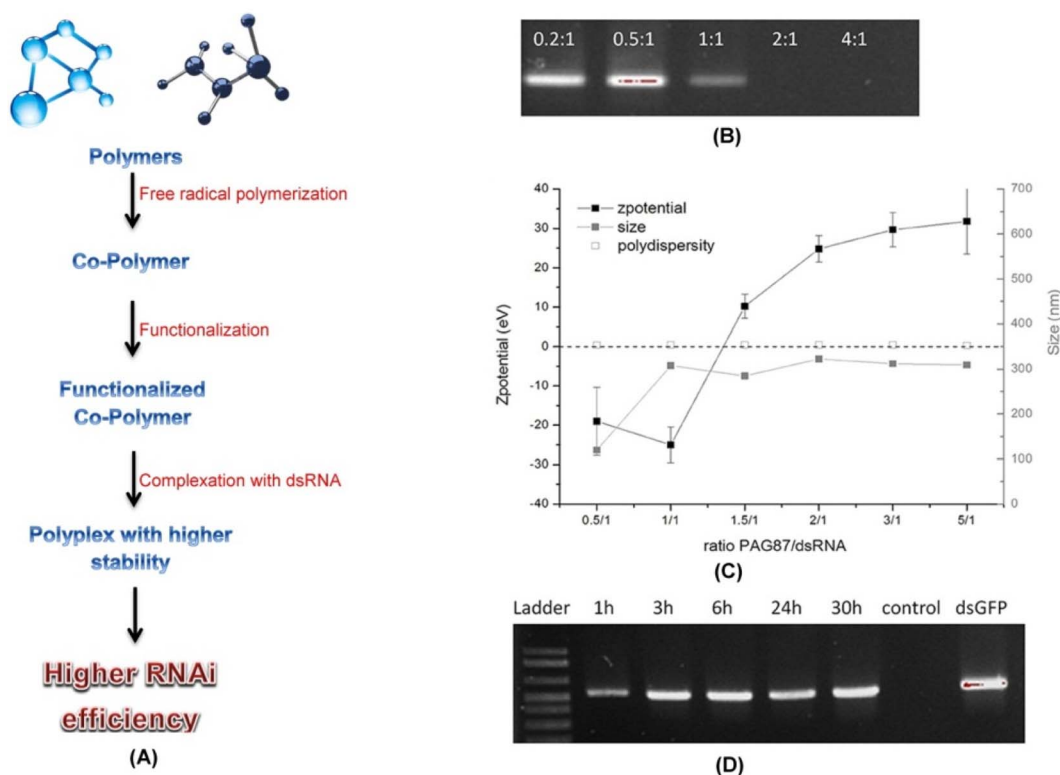 Polymers
Free radical polymerization
Co-Polymer
Functionalization
Functionalized
Co-Polymer
Complexation with dsRNA
Polyplex with higher
stability
Higher RNAi
efficiency
(A)
0.2:1 0.5:1 1:1 2:1 4:1
(B)
40
30
20
10
0
-10
-20
-30
-40
Zpotential (eV)
zpotential
size
polydispersity
700
600
500
400
300
200
100
0
Size (nm)
0.5/1 1/1 1.5/1 2/1 3/1 5/1
ratio PAG87/dsRNA
(C)
Ladder 1h 3h 6h 24h 30h control dsGFP
(D)